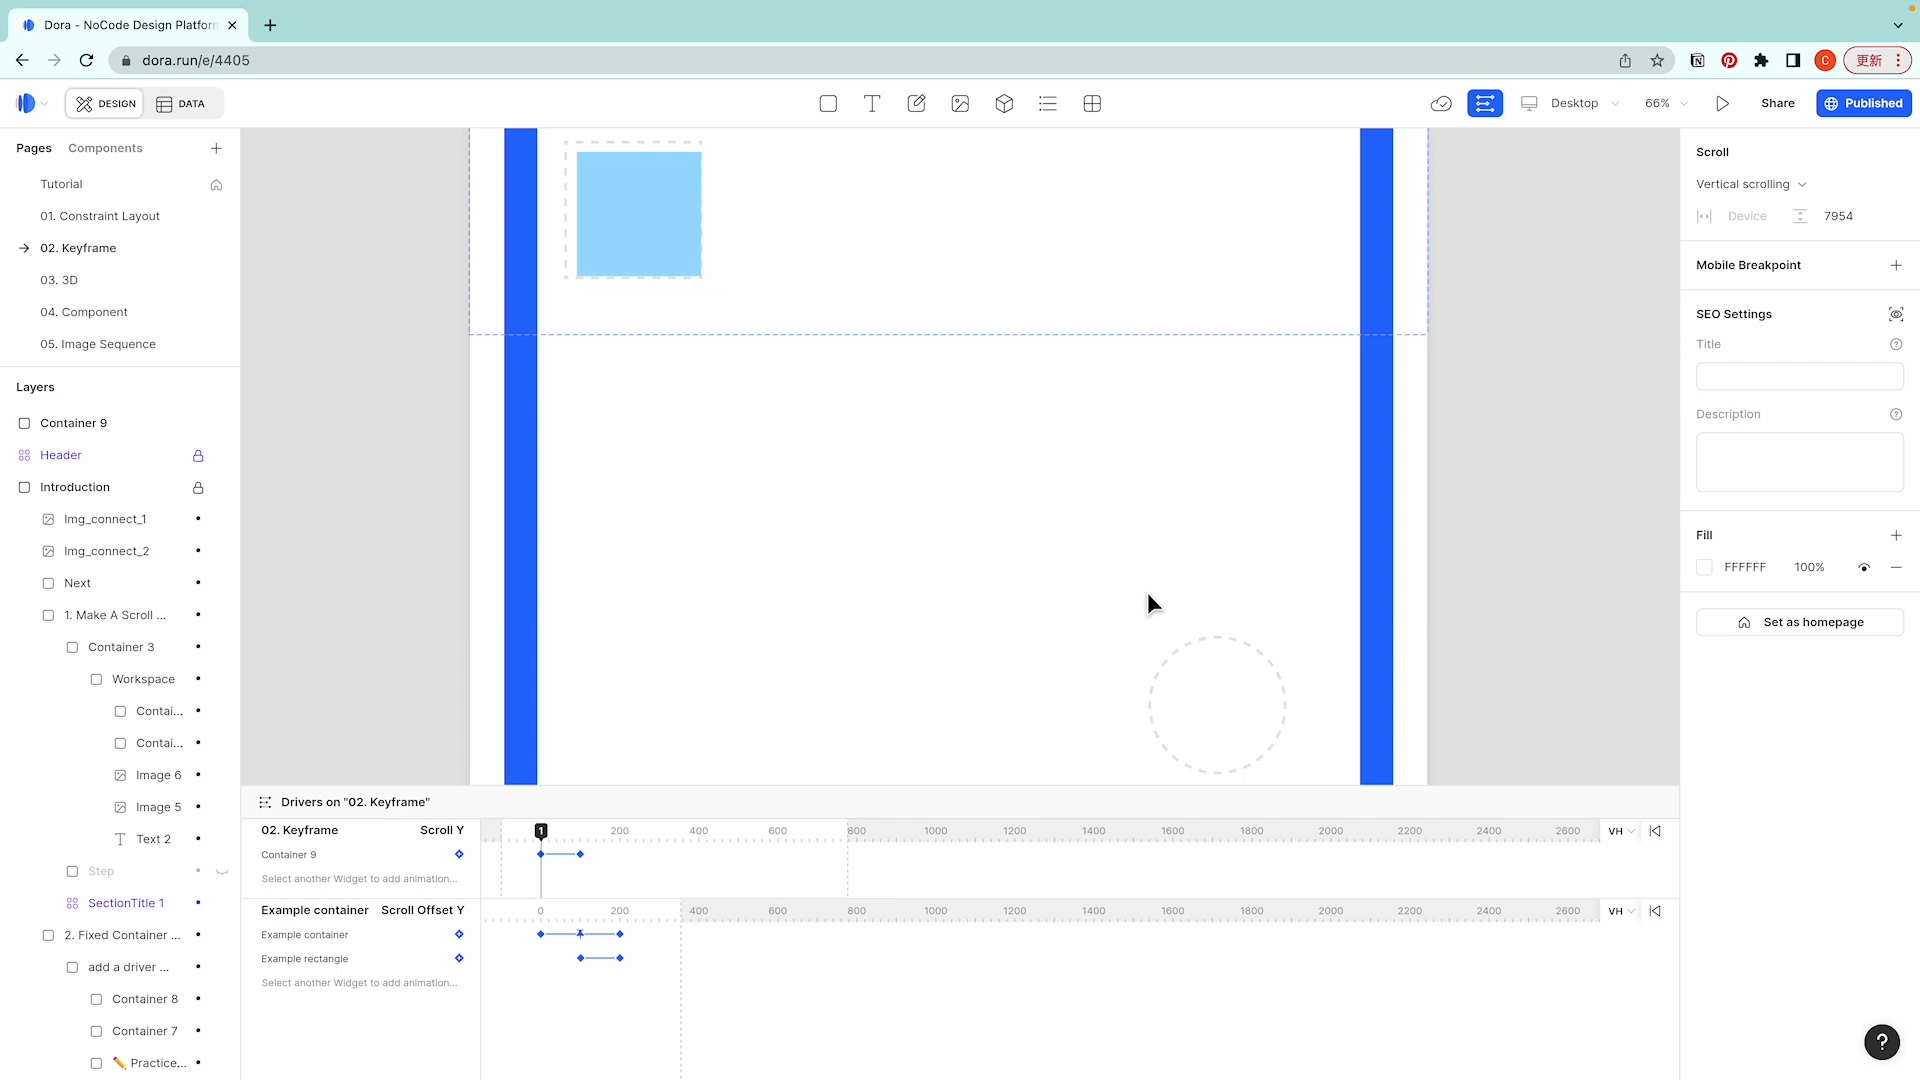 Dora - NoCode Design Platform
dora.run/e/4405
C
更新
DESIGN
DATA
Desktop
66%
Share
Published
Pages
Components
Tutorial
01. Constraint Layout
02. Keyframe
03. 3D
04. Component
05. Image Sequence
Layers
Container 9
Header
Introduction
Img_connect_1
Img_connect_2
Next
1. Make A Scroll ...
Container 3
Workspace
Contai...
Contai...
Image 6
Image 5
Text 2
Step
SectionTitle 1
2. Fixed Container ...
add a driver ...
Container 8
Container 7
✏️ Practice...
Drivers on "02. Keyframe"
02. Keyframe Scroll Y
1 200 400 600 800 1000 1200 1400 1600 1800 2000 2200 2400 2600 VH
Container 9
Select another Widget to add animation...
Example container Scroll Offset Y
0 200 400 600 800 1000 1200 1400 1600 1800 2000 2200 2400 2600 VH
Example container
Example rectangle
Select another Widget to add animation...
Scroll
Vertical scrolling
Device 7954
Mobile Breakpoint
SEO Settings
Title
Description
Fill
FFFFFF 100%
Set as homepage
?